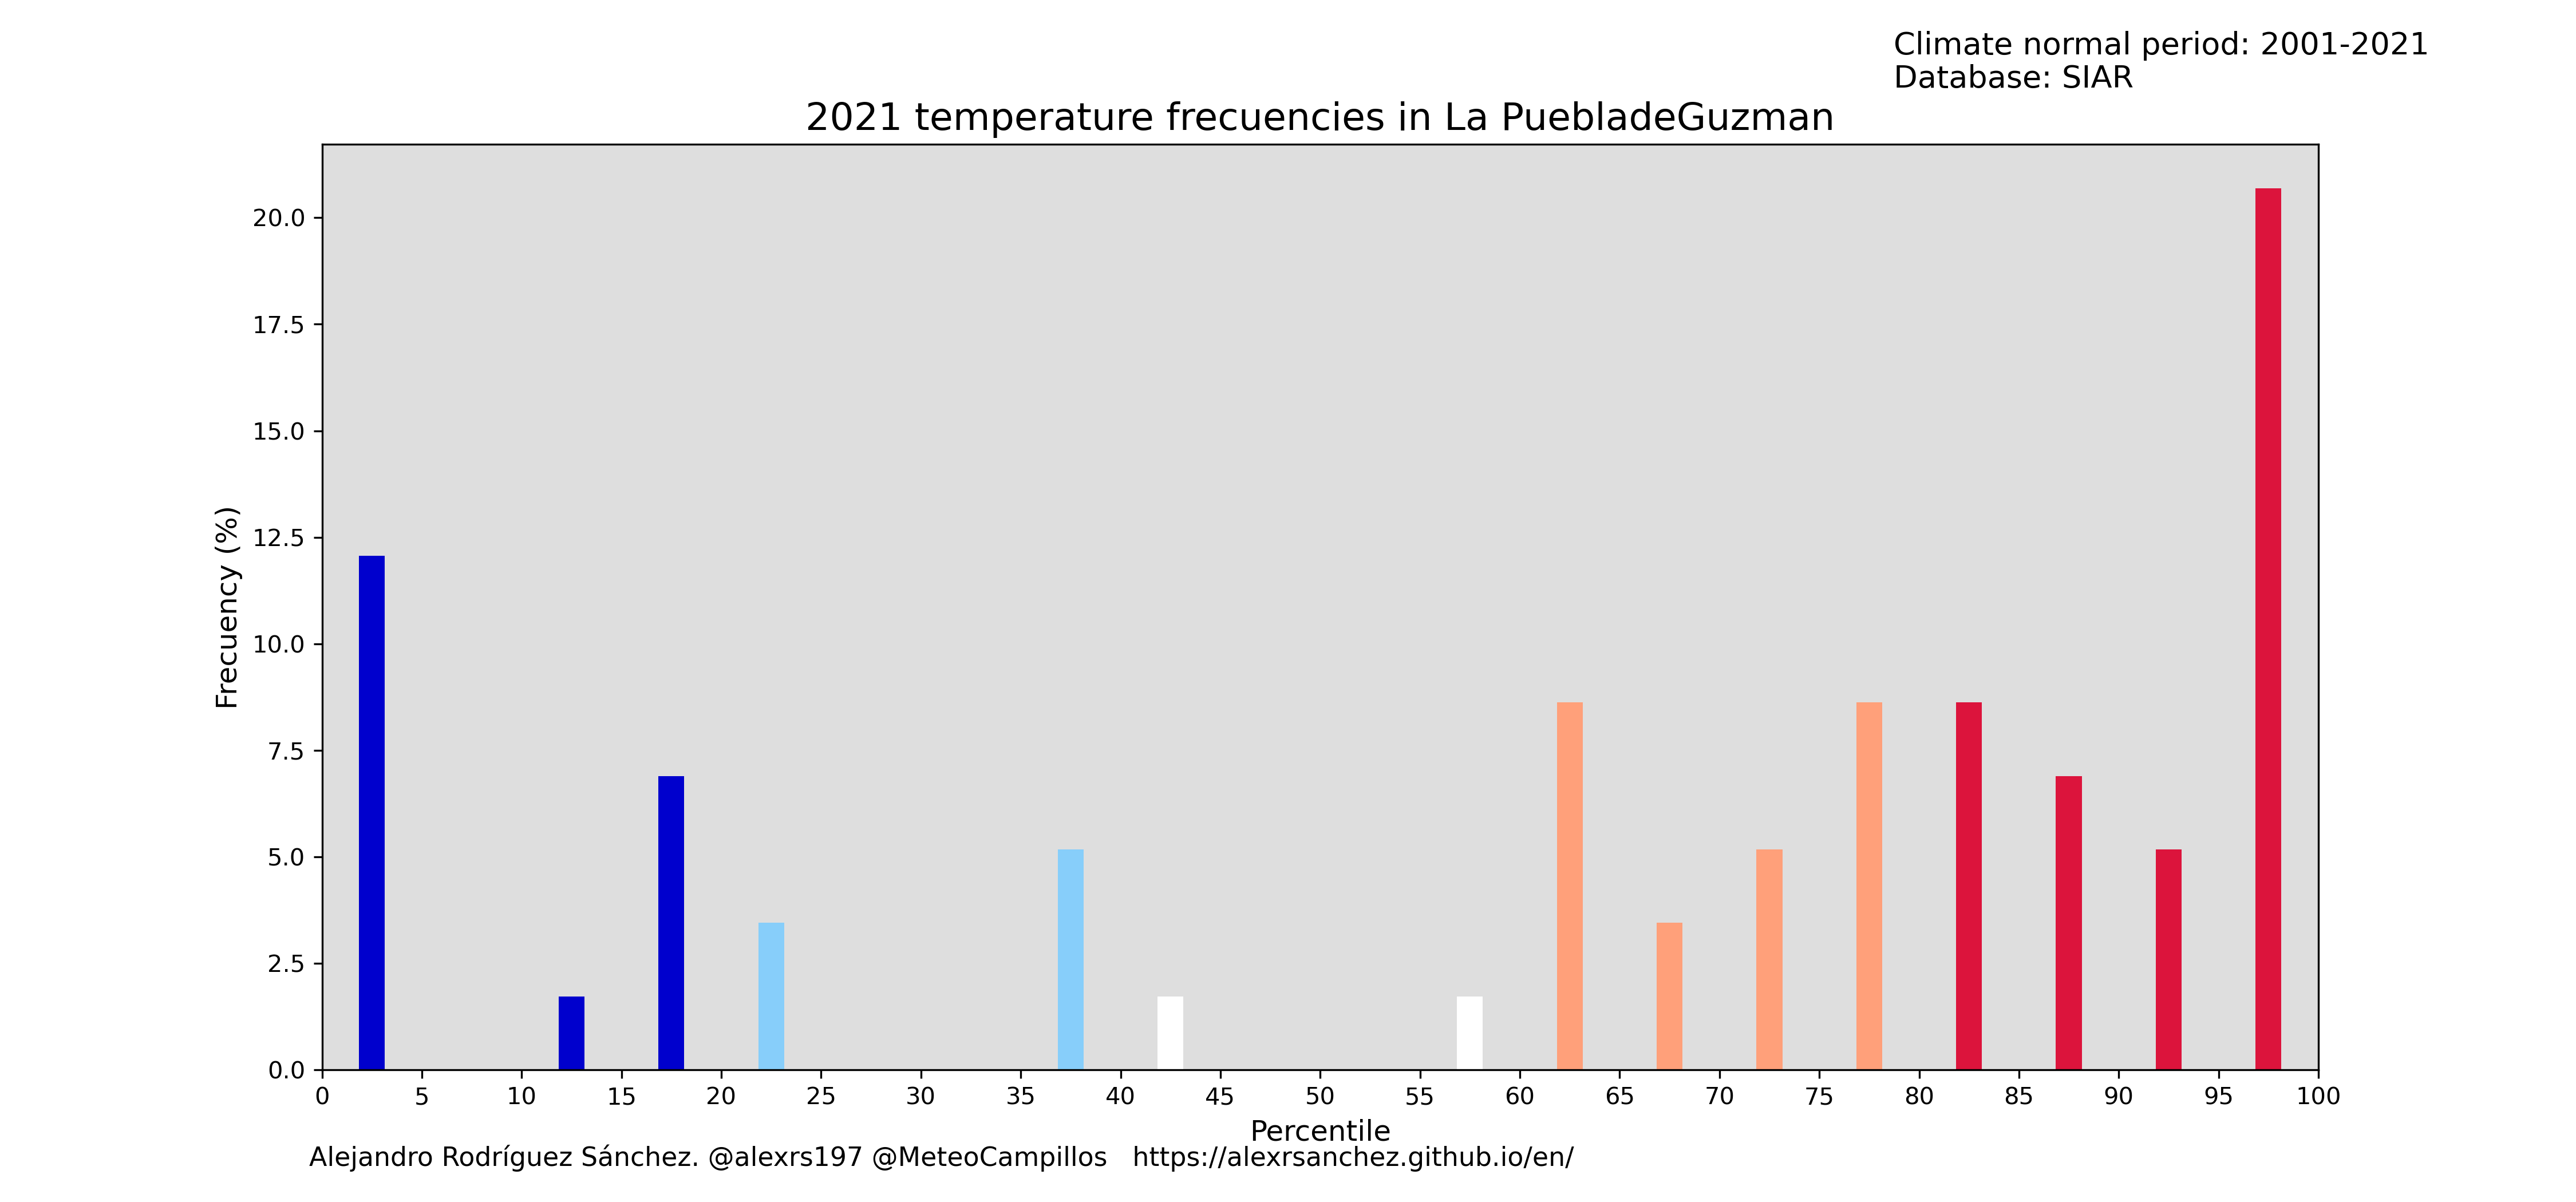 Climate normal period: 2001-2021
Database: SIAR
2021 temperature frecuencies in La PuebladeGuzman
Frecuency (%)
20.0
17.5
15.0
12.5
10.0
7.5
5.0
2.5
0.0
0 5 10 15 20 25 30 35 40 45 50 55 60 65 70 75 80 85 90 95 100
Percentile
Alejandro Rodríguez Sánchez. @alexrs197 @MeteoCampillos https://alexrsanchez.github.io/en/